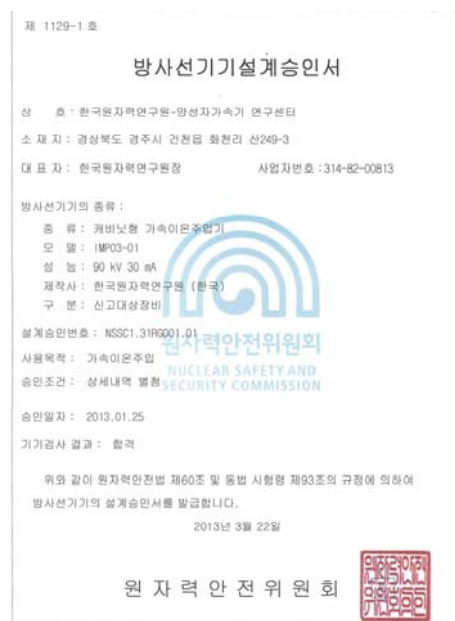 제 1129-1 호
방사선기기설계승인서
상 호 : 한국원자력연구원-양성자가속기 연구센터
소 재 지 : 경상북도 경주시 건천읍 화천리 산249-3
대 표 자 : 한국원자력연구원장 사업자번호 : 314-82-00813
방사선기기의 종류 :
종 류 : 캐비닛형 가속이온주입기
모 델 : IMP03-01
성 능 : 90 kV 30 mA
제작사 : 한국원자력연구원 (한국)
구 분 : 신고대상장비
설계승인번호 : NSSC1.31RG001.01
원자력안전위원회
사용목적 : 가속이온주입
NUCLEAR SAFETY AND
승인조건 : 상세내역 별첨
SECURITY COMMISSION
승인일자 : 2013.01.25
기기검사 결과 : 합격
위와 같이 원자력안전법 제60조 및 동법 시행령 제93조의 규정에 의하여
방사선기기의 설계승인서를 발급합니다.
2013년 3월 22일
원 자 력 안 전 위 원 회